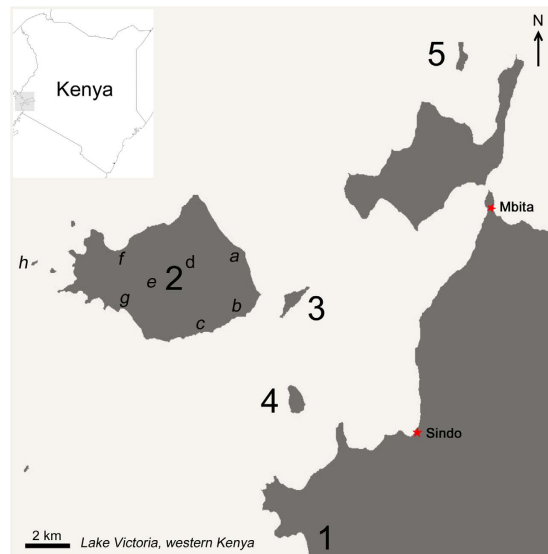 N
5
Kenya
Mbita
h
f
2
d
a
e
g
b
c
3
4
Sindo
2 km
Lake Victoria, western Kenya
1